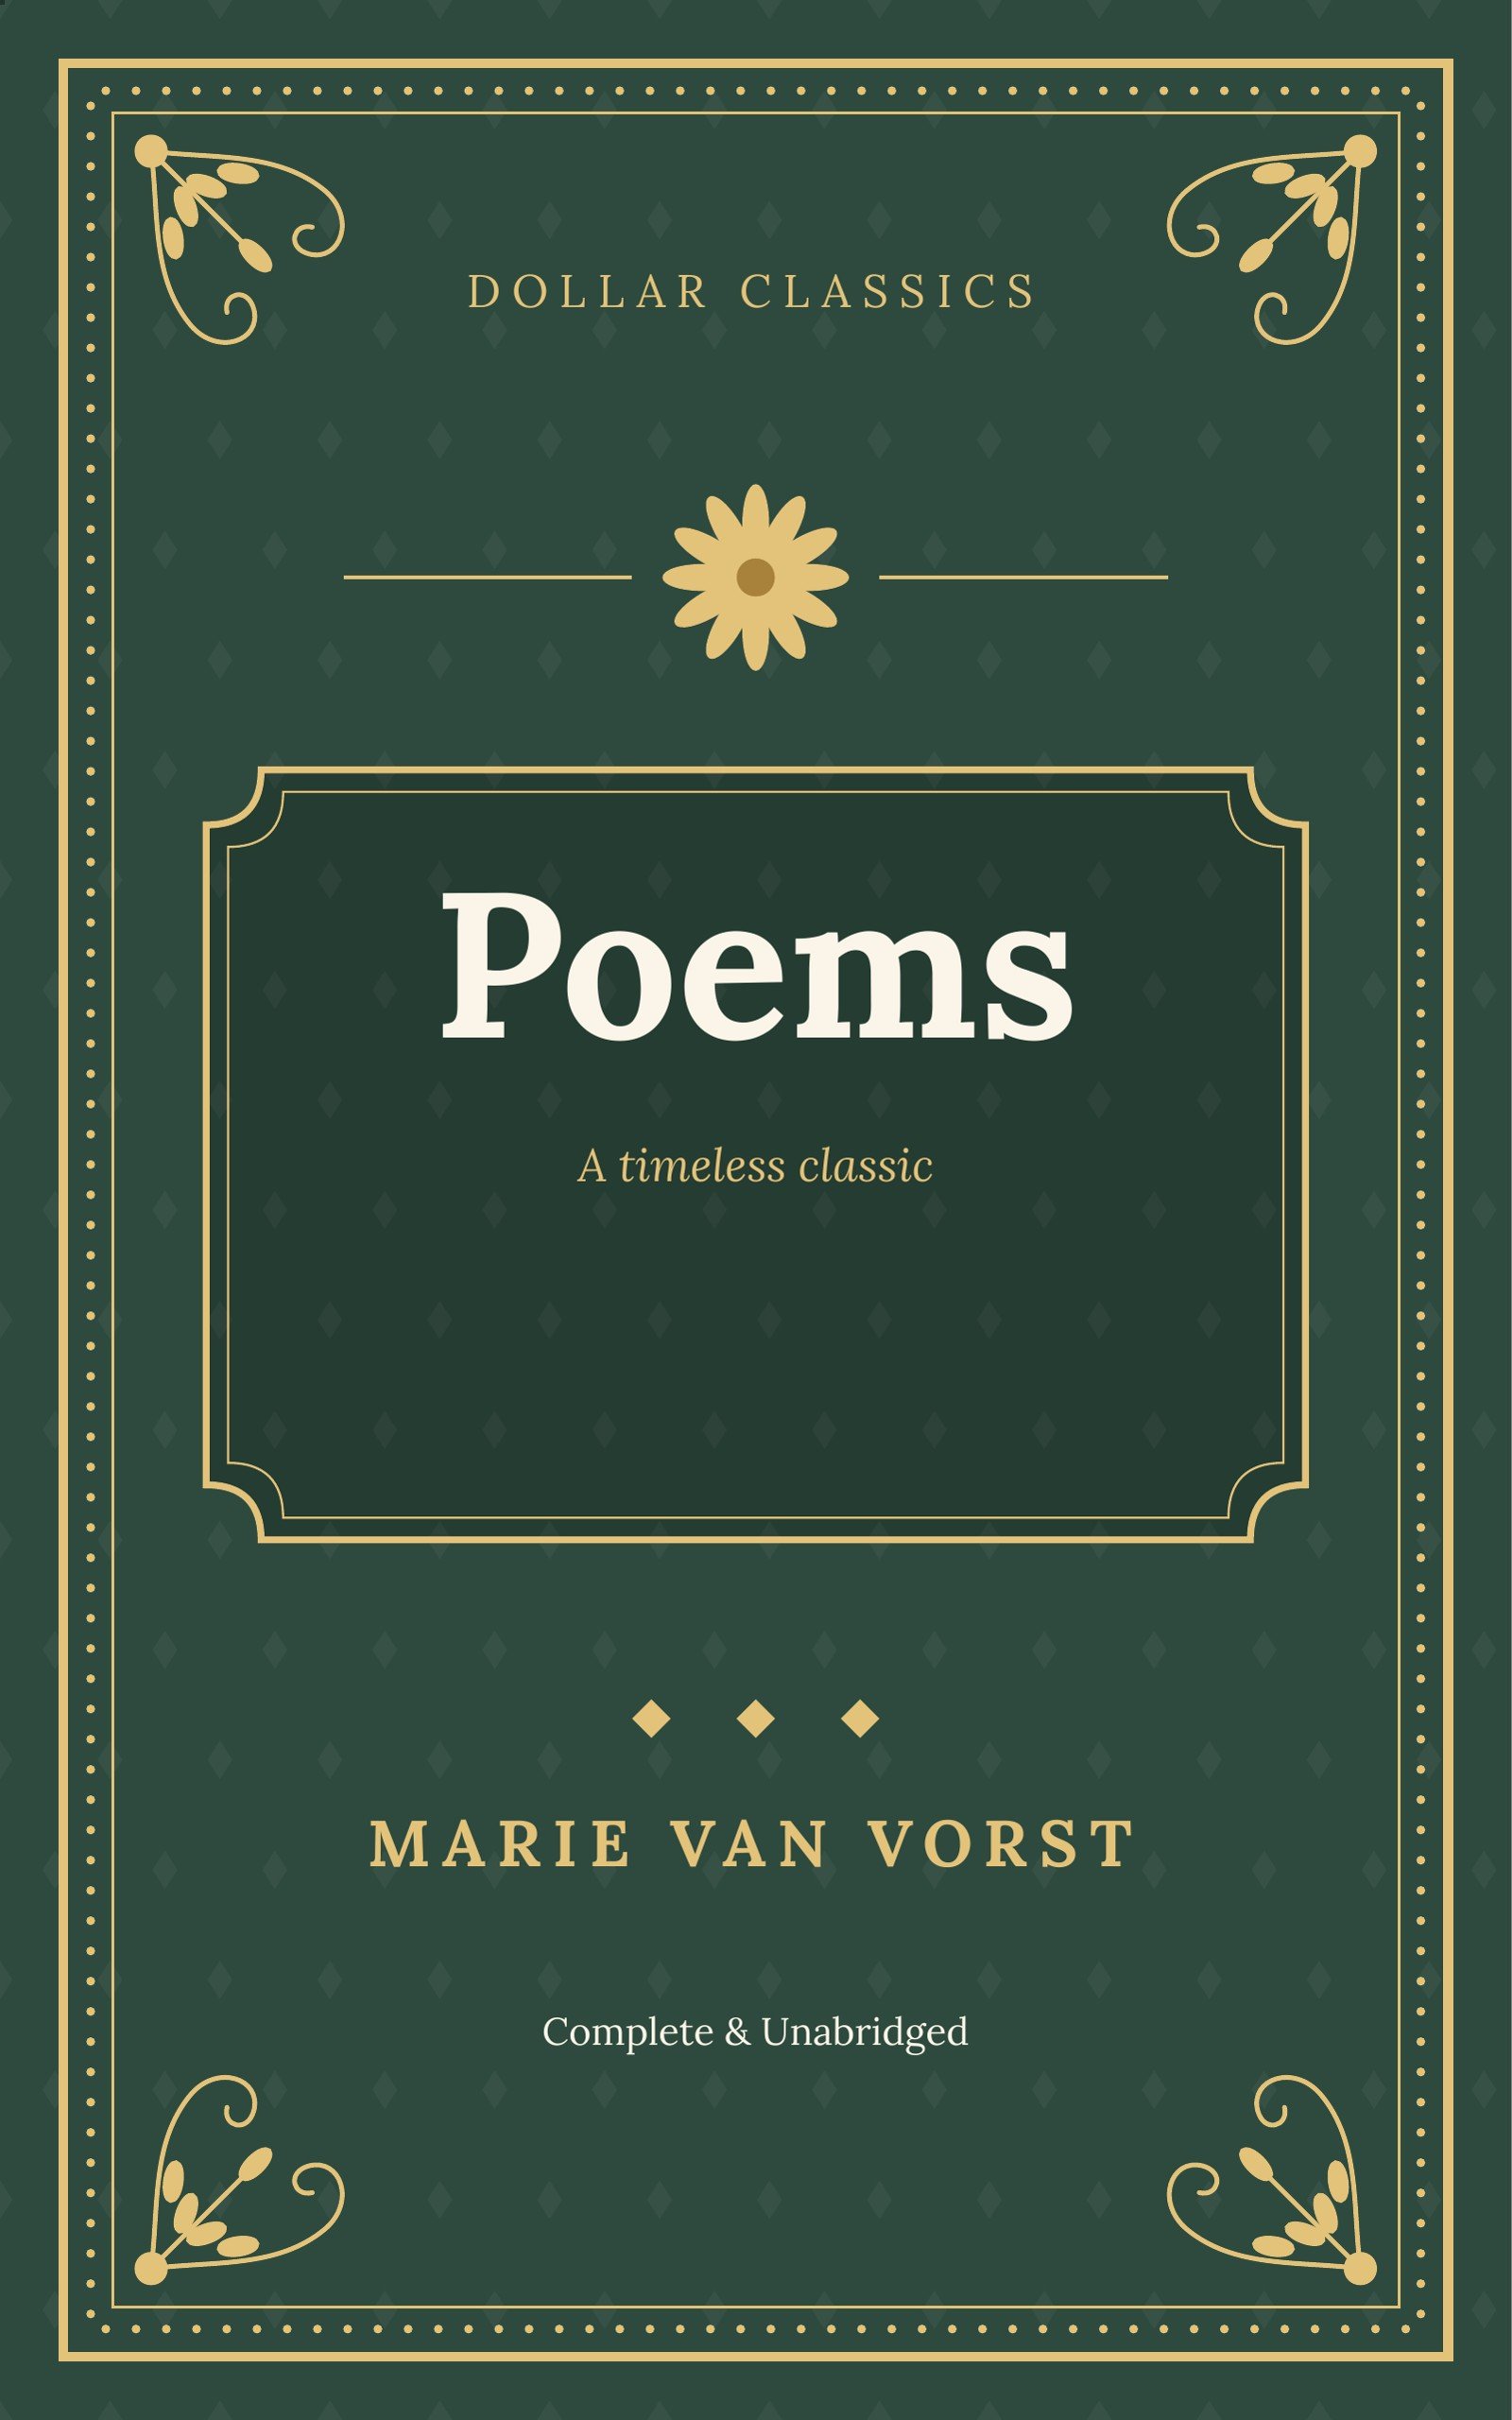 DOLLAR CLASSICS
Poems
A timeless classic
MARIE VAN VORST
Complete & Unabridged